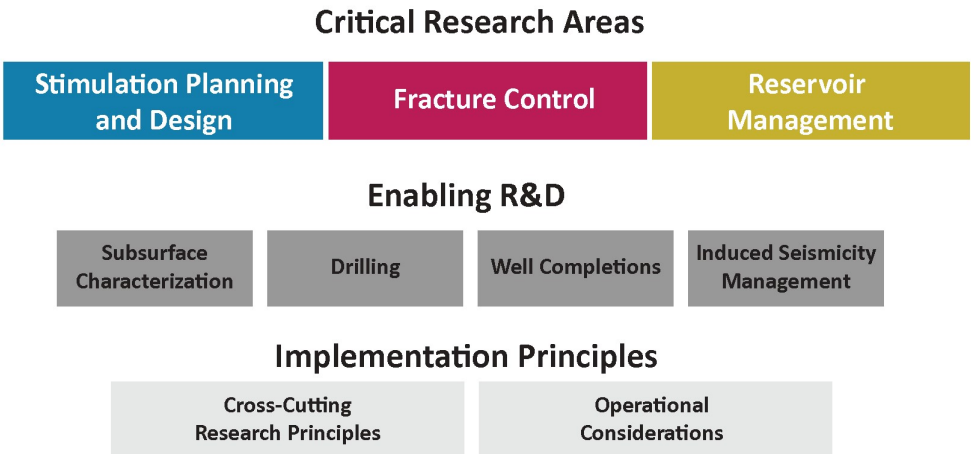 Critical Research Areas
Stimulation Planning
and Design
Fracture Control
Reservoir
Management
Enabling R&D
Subsurface
Characterization
Drilling
Well Completions
Induced Seismicity
Management
Implementation Principles
Cross-Cutting
Research Principles
Operational
Considerations